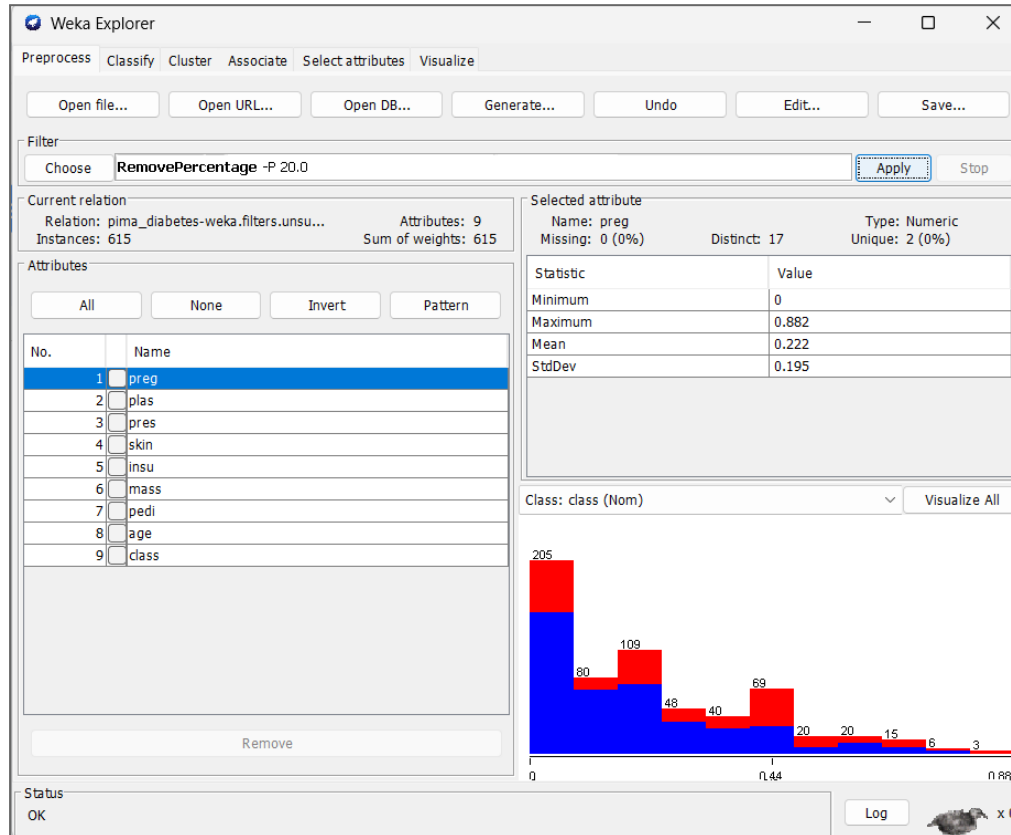 Weka Explorer
Preprocess Classify Cluster Associate Select attributes Visualize
Open file... Open URL... Open DB... Generate... Undo Edit... Save...
Filter
Choose RemovePercentage -P 20.0 Apply Stop
Current relation
Relation: pima_diabetes-weka.filters.unsu... Attributes: 9
Instances: 615 Sum of weights: 615
Attributes
All None Invert Pattern
No. Name
1 preg
2 plas
3 pres
4 skin
5 insu
6 mass
7 pedi
8 age
9 class
Remove
Selected attribute
Name: preg Type: Numeric
Missing: 0 (0%) Distinct: 17 Unique: 2 (0%)
Statistic Value
Minimum 0
Maximum 0.882
Mean 0.222
StdDev 0.195
Class: class (Nom) Visualize All
205
80
109
48
40
69
20
20
15
6
3
0 0.44 0.88
Status
OK
Log x